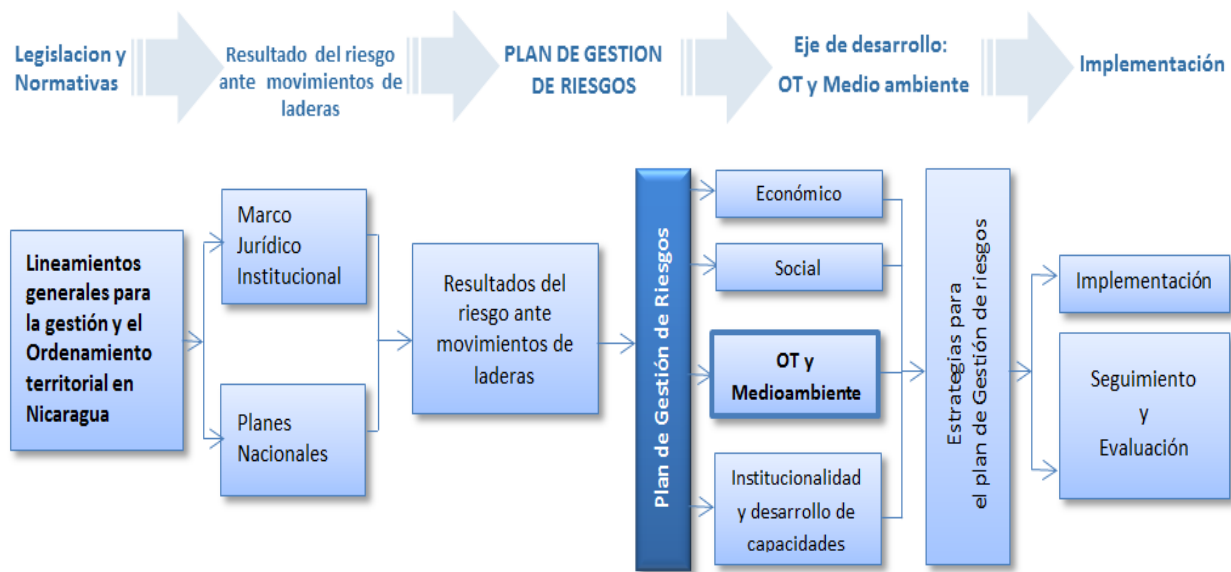 Legislacion y
Normativas
Resultado del riesgo
ante movimientos de
laderas
PLAN DE GESTION
DE RIESGOS
Eje de desarrollo:
OT y Medio ambiente
Implementación
Lineamientos
generales para
la gestión y el
Ordenamiento
territorial en
Nicaragua
Marco
Jurídico
Institucional
Planes
Nacionales
Resultados del
riesgo ante
movimientos de
laderas
Plan de Gestión de Riesgos
Económico
Social
OT y
Medioambiente
Institucionalidad
y desarrollo de
capacidades
Estrategias para
el plan de Gestión de riesgos
Implementación
Seguimiento
y
Evaluación